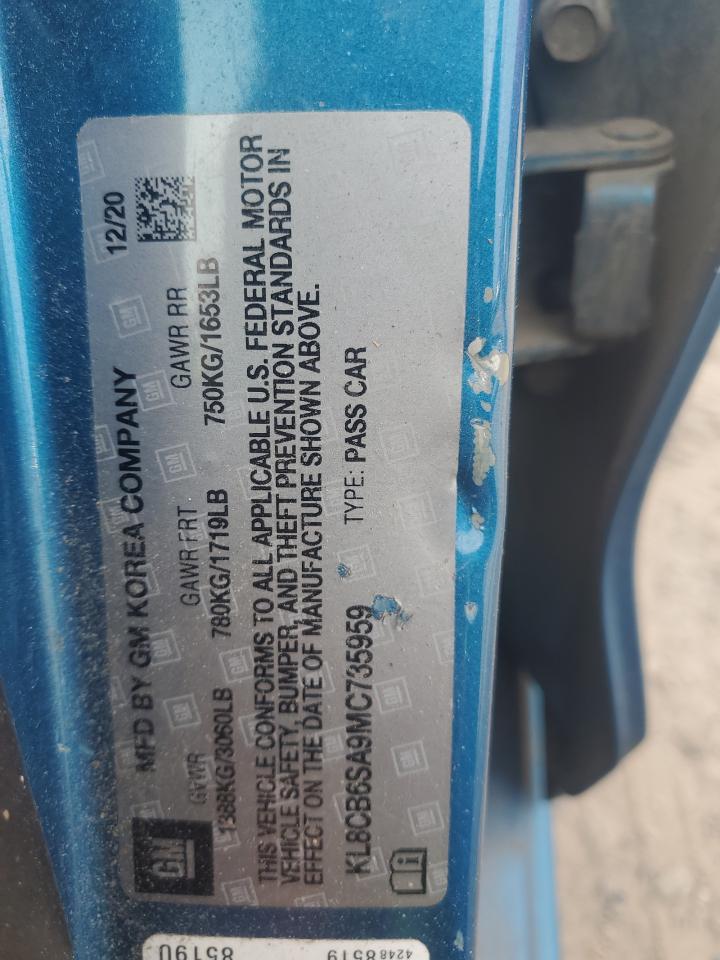 MFD BY GM KOREA COMPANY 12/20
GVWR GAWR FRT GAWR RR
1388KG/3060LB 780KG/1719LB 750KG/1653LB
THIS VEHICLE CONFORMS TO ALL APPLICABLE U.S. FEDERAL MOTOR
VEHICLE SAFETY, BUMPER, AND THEFT PREVENTION STANDARDS IN
EFFECT ON THE DATE OF MANUFACTURE SHOWN ABOVE.
KL8CB6SA9MC735959 TYPE: PASS CAR
GM
42488519